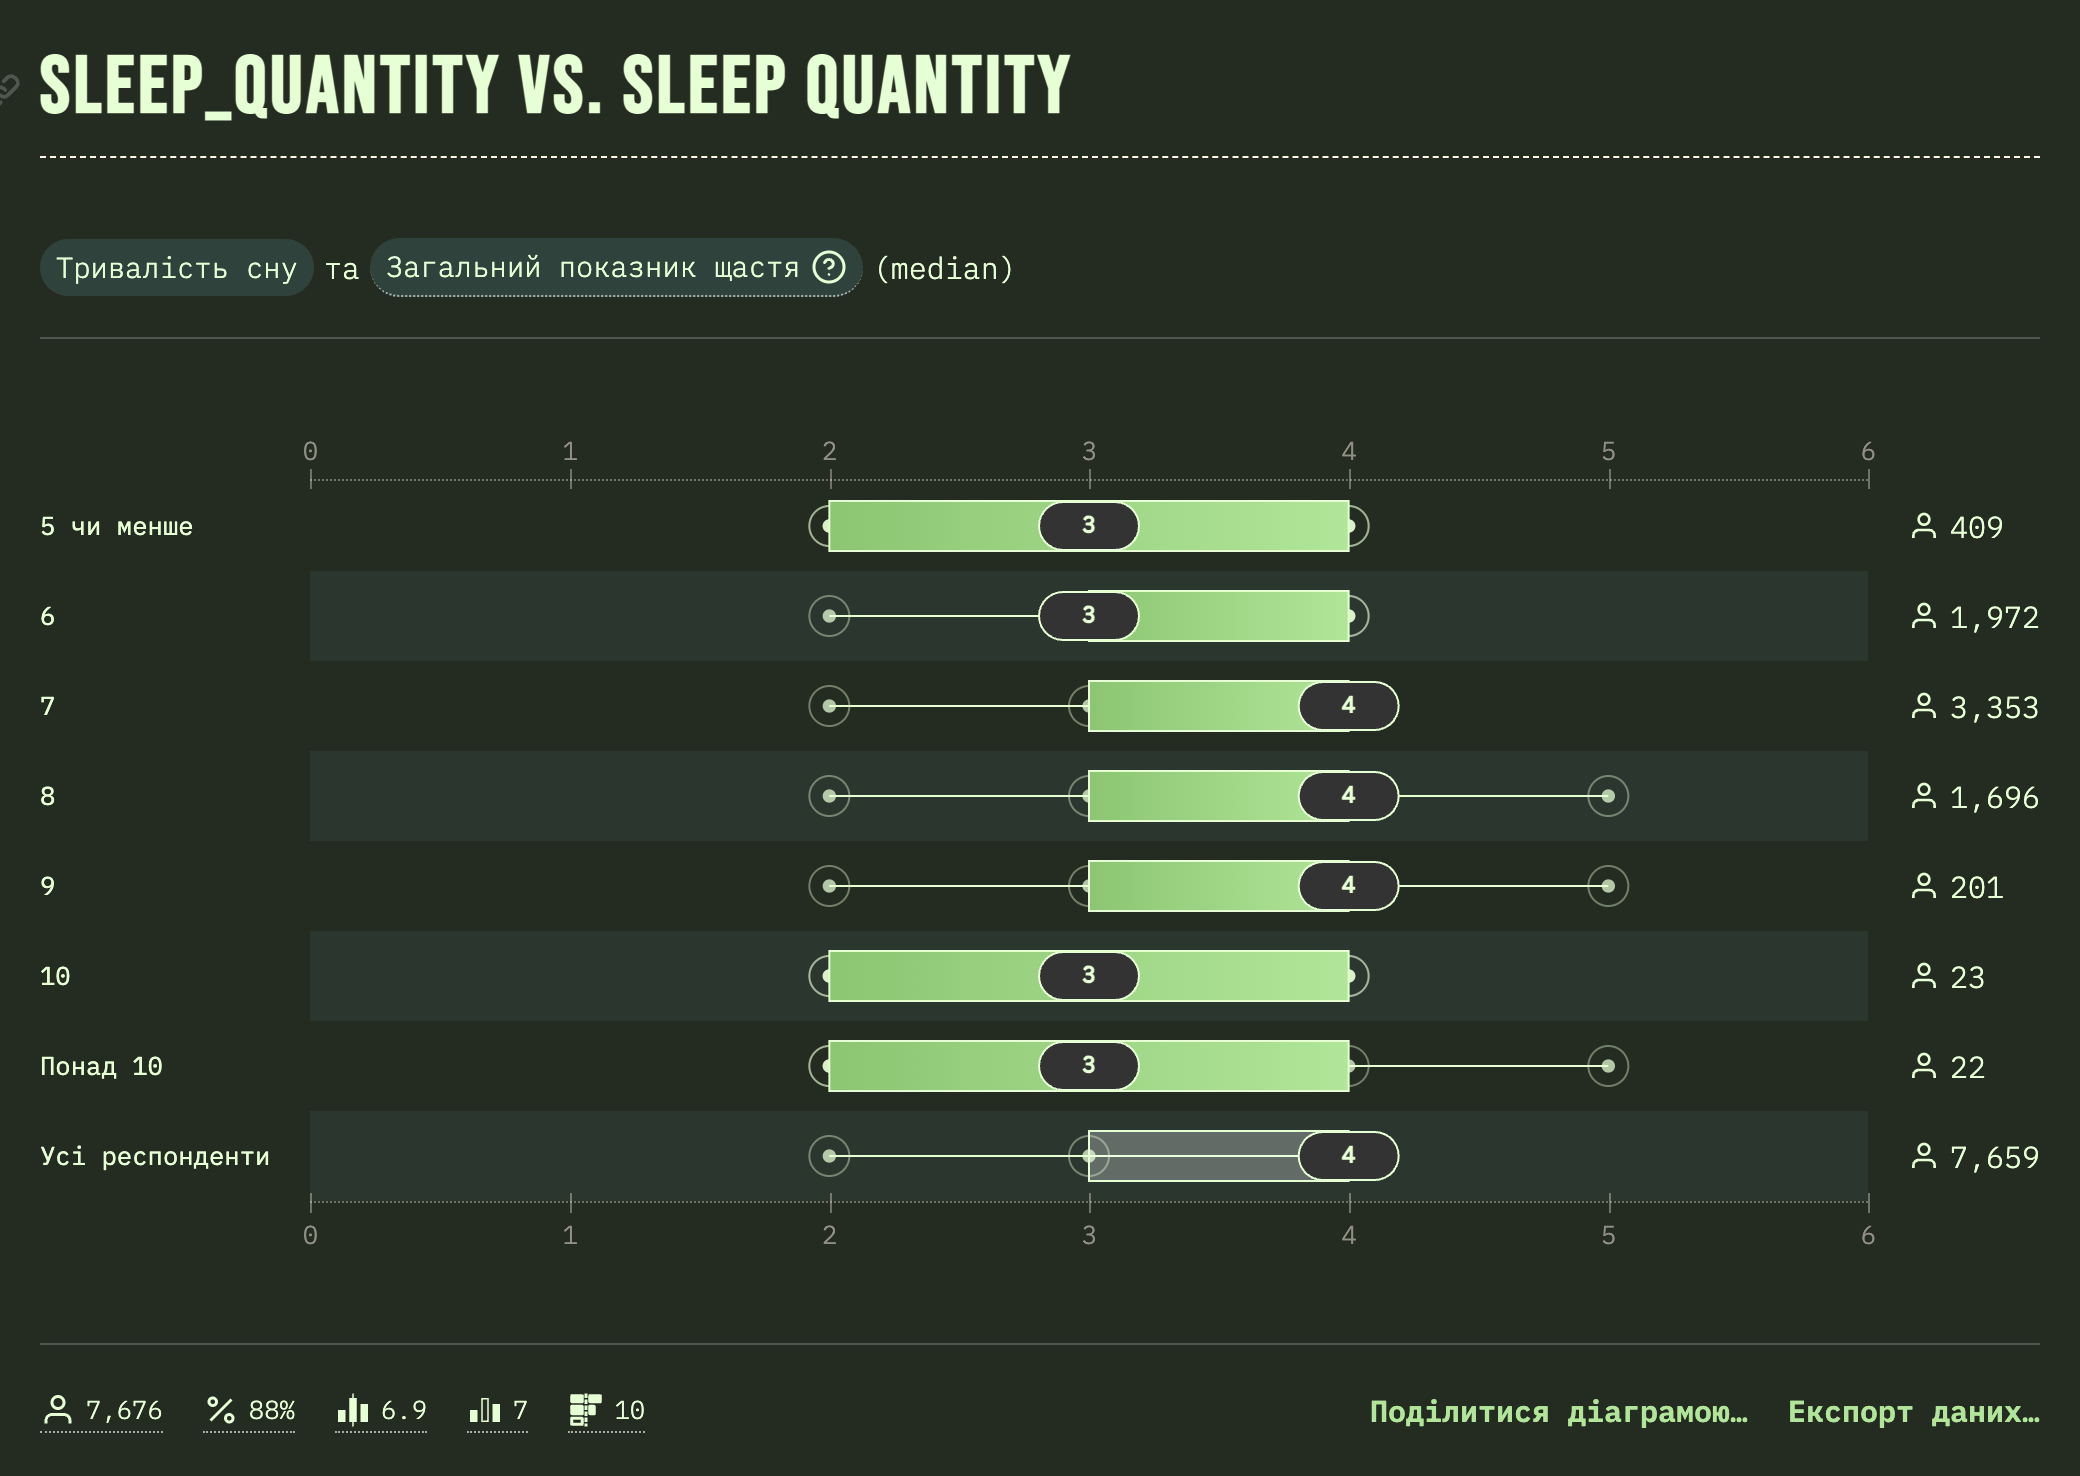 SLEEP_QUANTITY VS. SLEEP QUANTITY
Тривалість сну та Загальний показник щастя ? (median)
0 1 2 3 4 5 6
5 чи менше 3 409
6 3 1,972
7 4 3,353
8 4 1,696
9 4 201
10 3 23
Понад 10 3 22
Усі респонденти 4 7,659
0 1 2 3 4 5 6
7,676 % 88% 6.9 7 10 Поділитися діаграмою… Експорт даних…